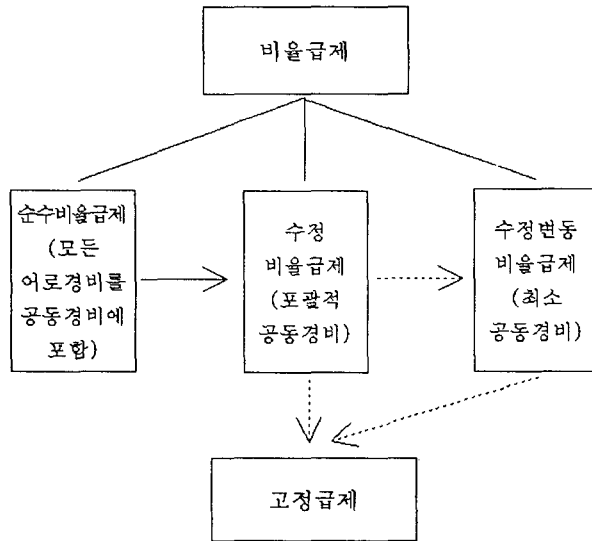 비율급제
순수비율급제
(모든
어로경비를
공동경비에
포함)
수정
비율급제
(포괄적
공동경비)
수정변동
비율급제
(최소
공동경비)
고정급제